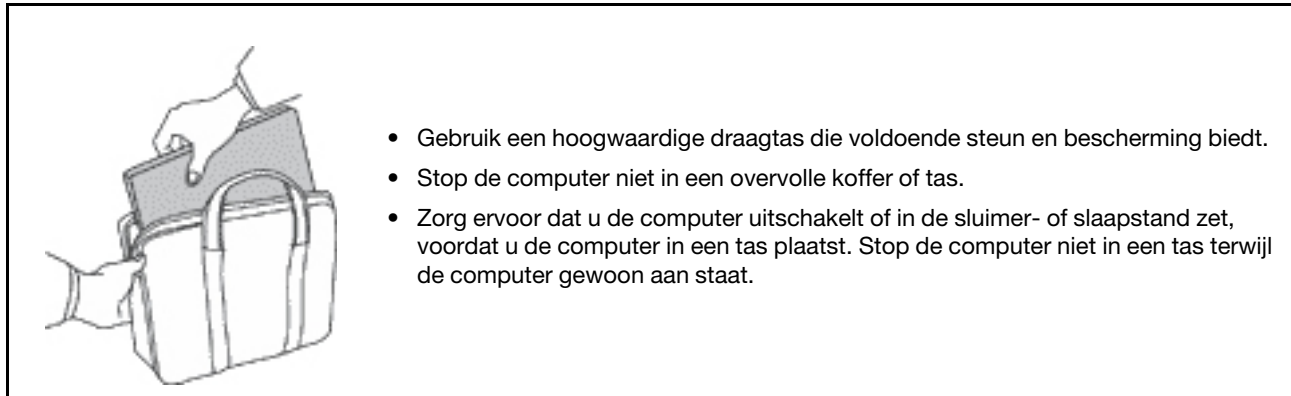 • Gebruik een hoogwaardige draagtas die voldoende steun en bescherming biedt.
• Stop de computer niet in een overvolle koffer of tas.
• Zorg ervoor dat u de computer uitschakelt of in de sluimer- of slaapstand zet,
voordat u de computer in een tas plaatst. Stop de computer niet in een tas terwijl
de computer gewoon aan staat.